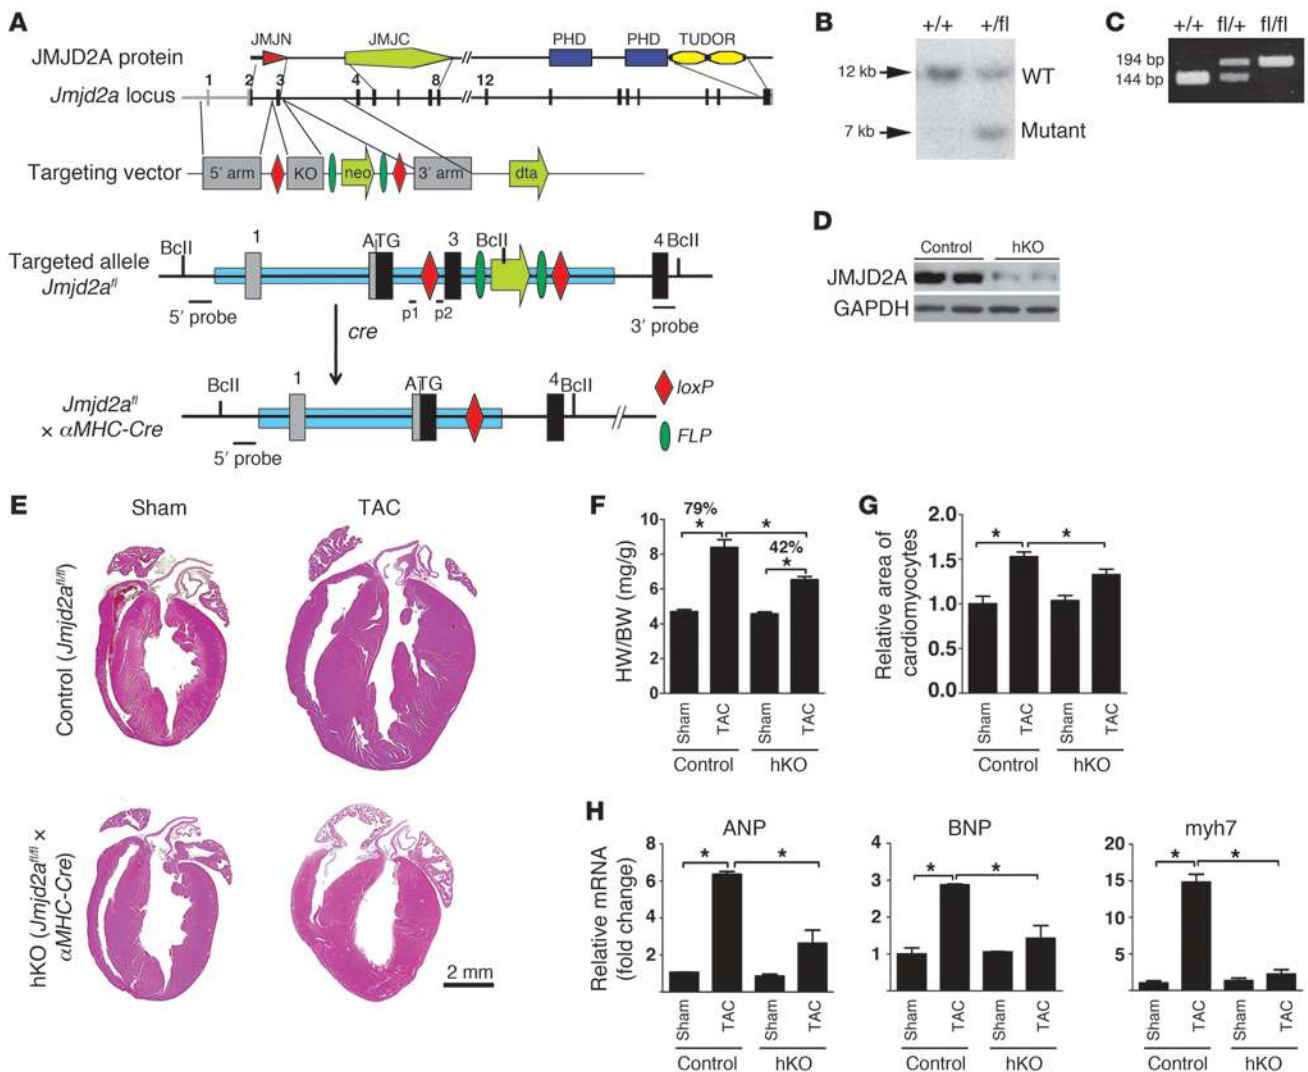 A
JMJN
JMJC
PHD
PHD
TUDOR
JMJD2A protein
1
2
3
4
8
12
Jmjd2a locus
Targeting vector
5′ arm
KO
neo
3′ arm
dta
BclI
1
ATG
3
BclI
4 BclI
Targeted allele
Jmjd2afl
5′ probe
p1
p2
3′ probe
cre
BclI
1
ATG
4 BclI
Jmjd2afl
× αMHC-Cre
5′ probe
loxP
FLP
B
+/+
+/fl
12 kb
WT
7 kb
Mutant
C
+/+
fl/+
fl/fl
194 bp
144 bp
D
Control
hKO
JMJD2A
GAPDH
E
Sham
TAC
Control (Jmjd2afl/fl)
hKO (Jmjd2afl/fl ×
αMHC-Cre)
2 mm
F
HW/BW (mg/g)
10
8
6
4
2
0
79%
*
*
42%
*
Sham
TAC
Sham
TAC
Control
hKO
G
Relative area of
cardiomyocytes
2.0
1.5
1.0
0.5
0.0
*
*
Sham
TAC
Sham
TAC
Control
hKO
H
Relative mRNA
(fold change)
ANP
8
6
4
2
*
*
Sham
TAC
Sham
TAC
Control
hKO
BNP
4
3
2
1
*
*
Sham
TAC
Sham
TAC
Control
hKO
myh7
20
15
10
5
*
*
Sham
TAC
Sham
TAC
Control
hKO